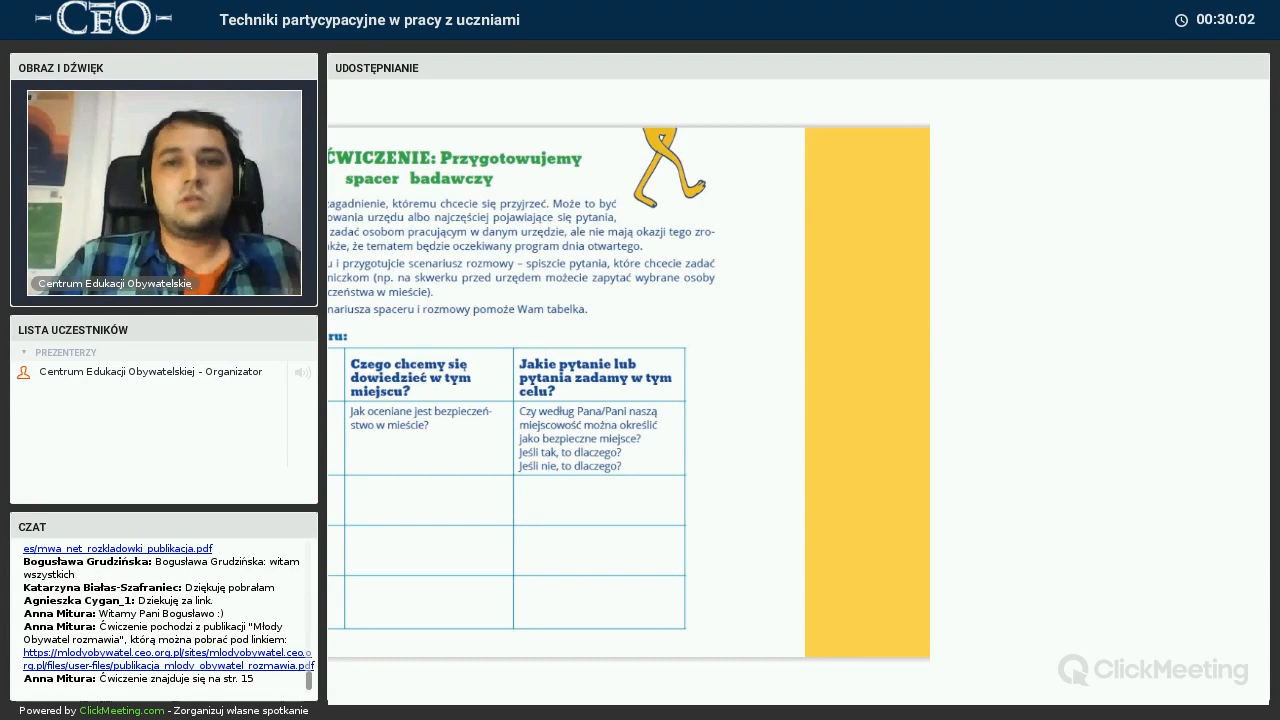 CEO
Techniki partycypacyjne w pracy z uczniami
00:30:02
OBRAZ I DŹWIĘK
Centrum Edukacji Obywatelskie
LISTA UCZESTNIKÓW
PREZENTERZY
Centrum Edukacji Obywatelskiej - Organizator
CZAT
es/mwa_net_rozkladowki_publikacja.pdf
Bogusława Grudzińska: Bogusława Grudzińska: witam
wszystkich
Katarzyna Białas-Szafraniec: Dziękuję pobrałam
Agnieszka Cygan_1: Dziekuję za link.
Anna Mitura: Witamy Pani Bogusławo :)
Anna Mitura: Ćwiczenie pochodzi z publikacji "Młody
Obywatel rozmawia", którą można pobrać pod linkiem:
https://mlodyobywatel.ceo.org.pl/sites/mlodyobywatel.ceo.o
rg.pl/files/user-files/publikacja_mlody_obywatel_rozmawia.pdf
Anna Mitura: Ćwiczenie znajduje się na str. 15
Powered by ClickMeeting.com - Zorganizuj własne spotkanie
UDOSTĘPNIANIE
ĆWICZENIE: Przygotowujemy
spacer badawczy
zagadnienie, któremu chcecie się przyjrzeć. Może to być
owania urzędu albo najczęściej pojawiające się pytania,
zadać osobom pracującym w danym urzędzie, ale nie mają okazji tego zro-
kże, że tematem będzie oczekiwany program dnia otwartego.
u i przygotujcie scenariusz rozmowy – spiszcie pytania, które chcecie zadać
niczkom (np. na skwerku przed urzędem możecie zapytać wybrane osoby
czeństwa w mieście).
nariusza spaceru i rozmowy pomoże Wam tabelka.
ru:
Czego chcemy się
dowiedzieć w tym
miejscu?
Jakie pytanie lub
pytania zadamy w tym
celu?
Jak oceniane jest bezpieczeń-
stwo w mieście?
Czy według Pana/Pani naszą
miejscowość można określić
jako bezpieczne miejsce?
Jeśli tak, to dlaczego?
Jeśli nie, to dlaczego?
ClickMeeting